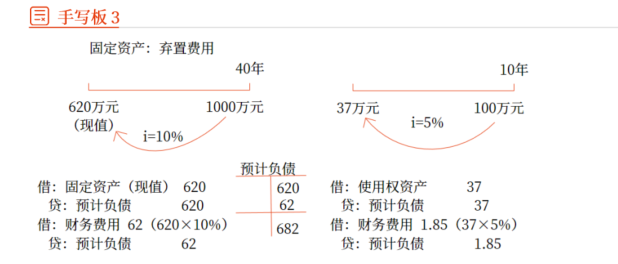 手写板 3
固定资产：弃置费用
40年
620万元
1000万元
（现值）
i=10%
10年
37万元
100万元
i=5%
预计负债
620
62
682
借：固定资产（现值） 620
贷：预计负债 620
借：财务费用 62（620×10%）
贷：预计负债 62
借：使用权资产 37
贷：预计负债 37
借：财务费用 1.85（37×5%）
贷：预计负债 1.85